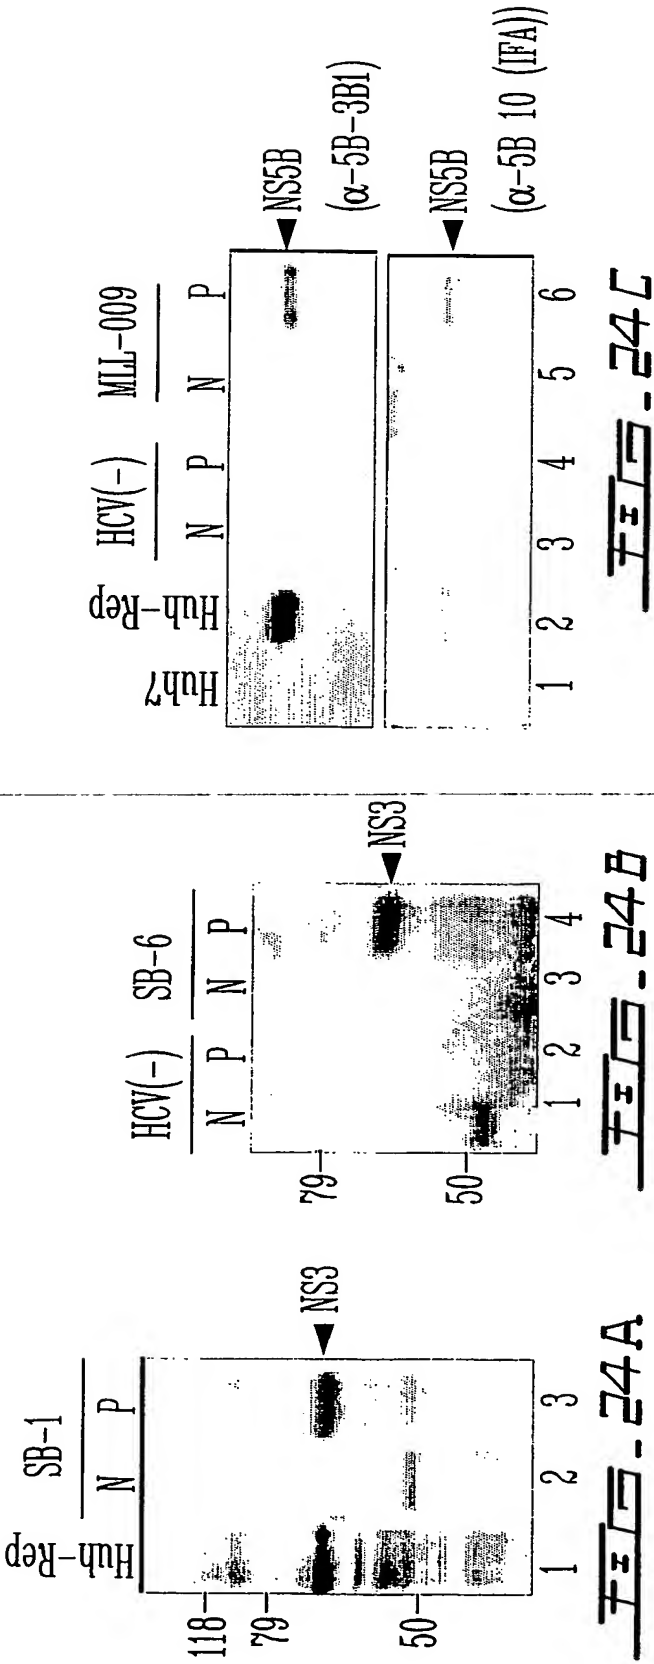 SB-1
Huh-Rep N P
118
79
50
NS3
1 2 3
FIG. 24A
HCV(-) SB-6
N P N P
79
50
NS3
1 2 3 4
FIG. 24B
HCV(-) MLL-009
Huh7 Huh-Rep N P N P
NS5B
(α-5B-3B1)
NS5B
(α-5B 10 (IFA))
1 2 3 4 5 6
FIG. 24C